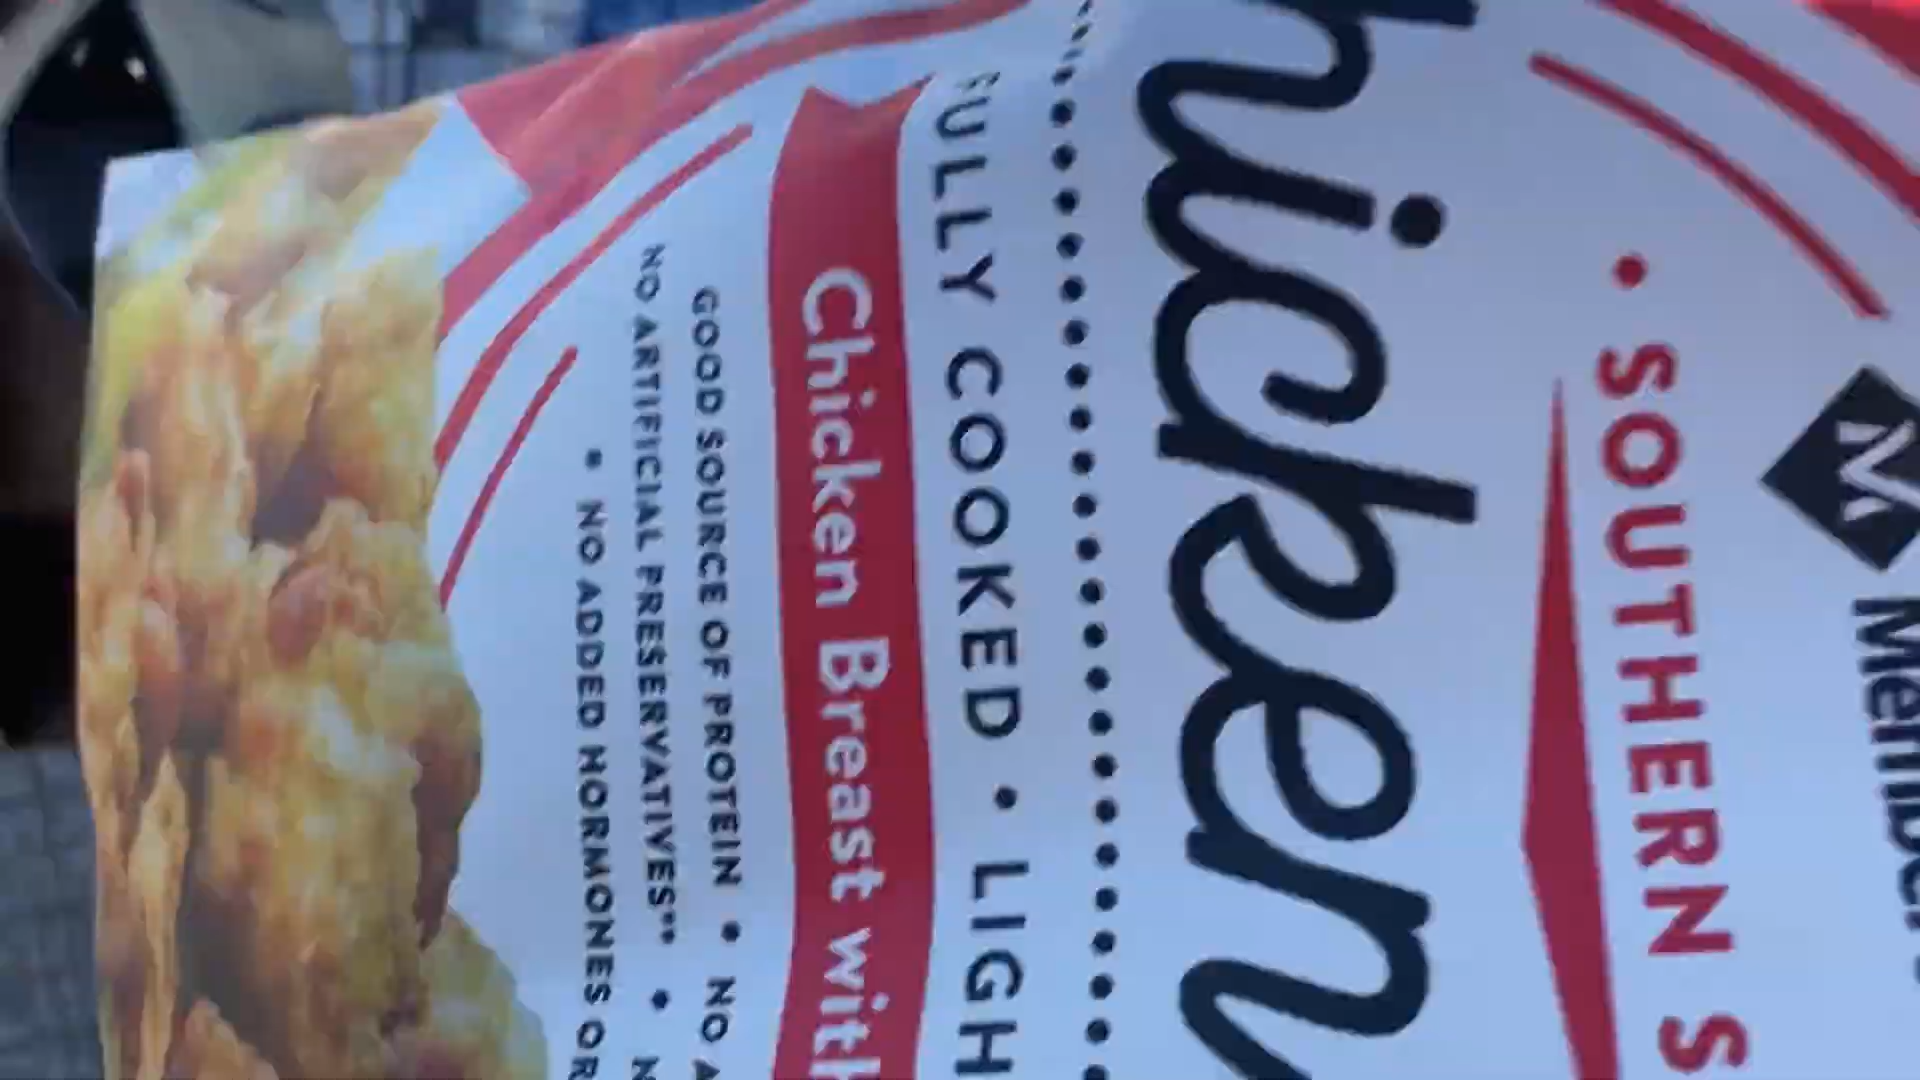 M
Member
• SOUTHERN S
hicken
FULLY COOKED • LIGH
Chicken Breast with
GOOD SOURCE OF PROTEIN • NO A
NO ARTIFICIAL PRESERVATIVES** • N
• NO ADDED HORMONES OR